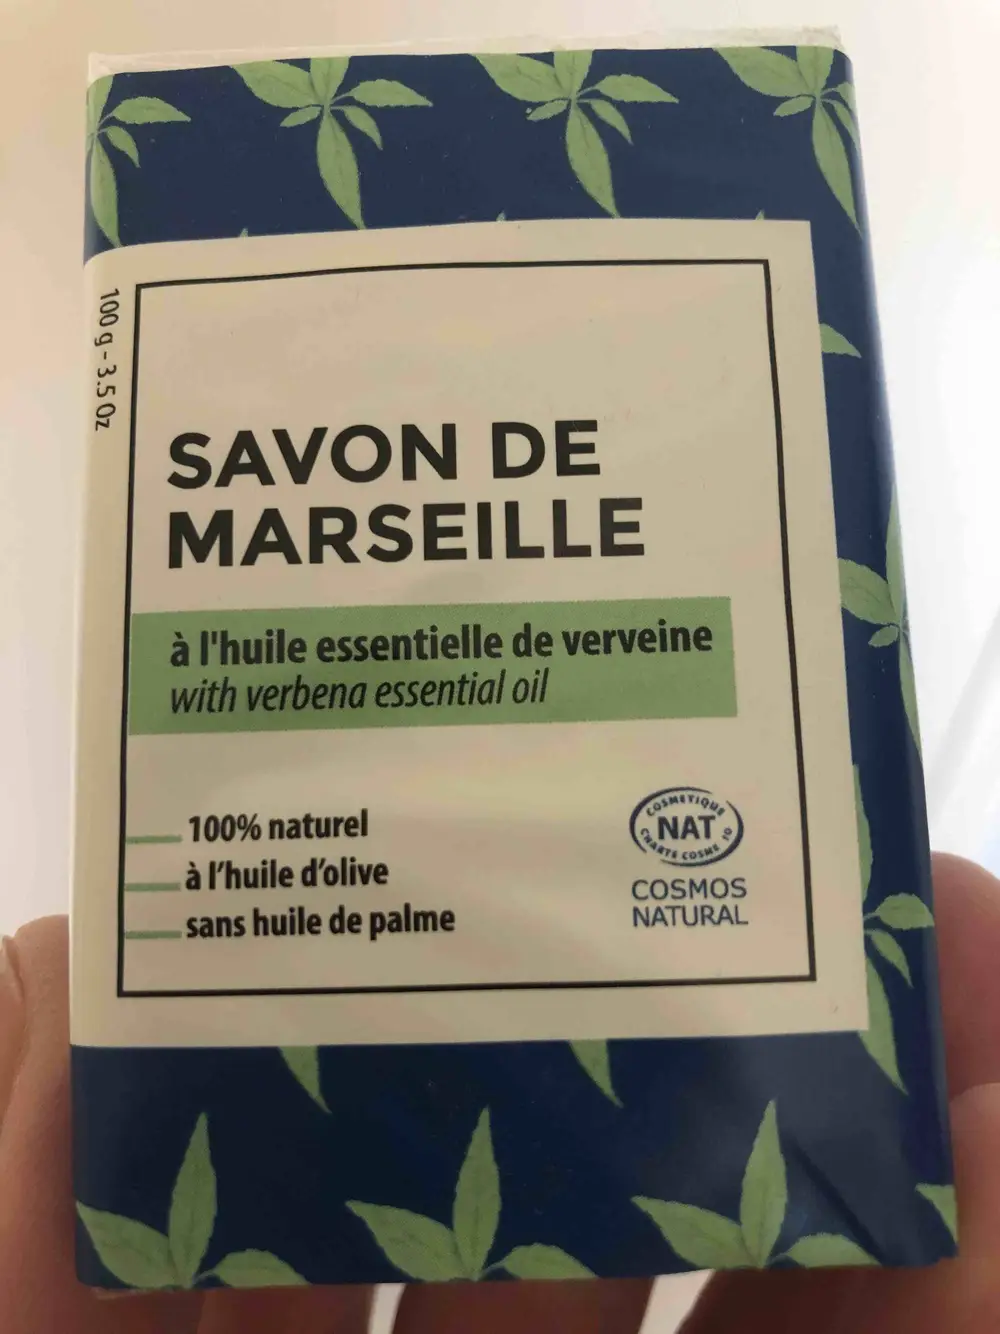 100 g - 3.5 Oz
SAVON DE
MARSEILLE
à l'huile essentielle de verveine
with verbena essential oil
100% naturel
à l'huile d'olive
sans huile de palme
COSMETIQUE
NAT
CHARTE COSME
COSMOS
NATURAL